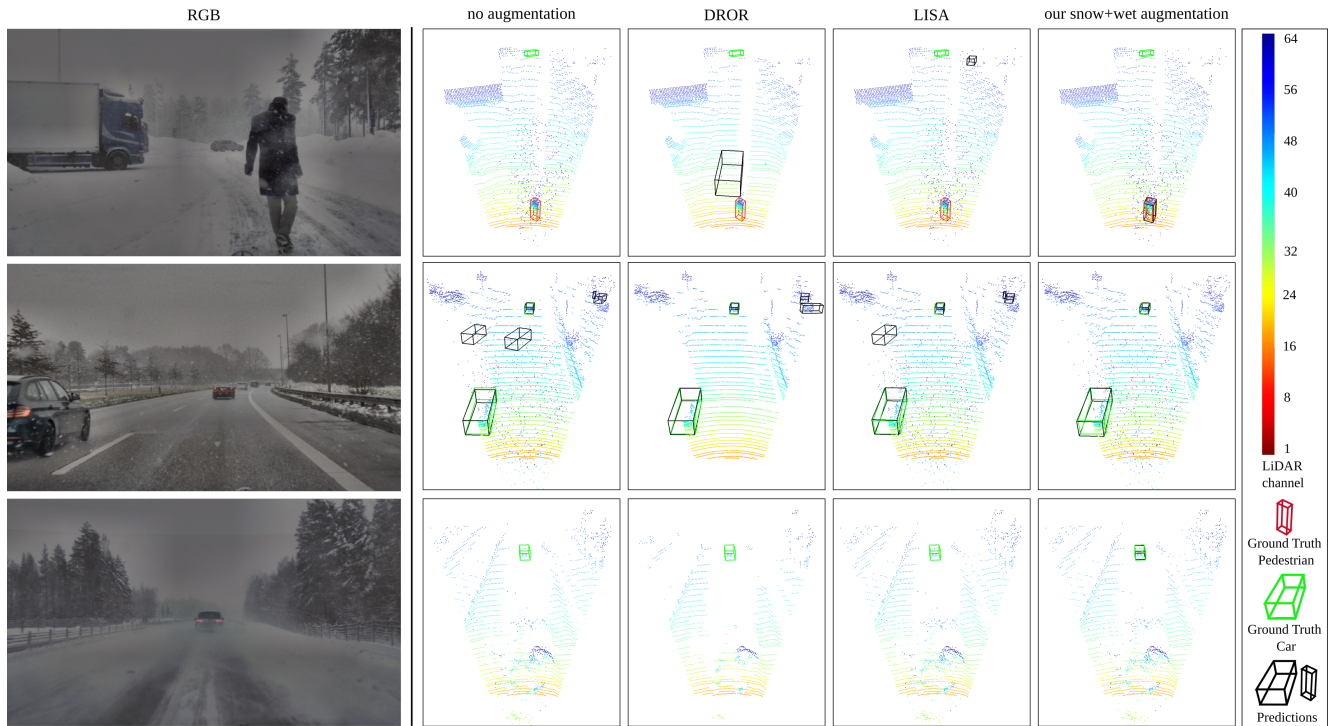 RGB
no augmentation
DROR
LISA
our snow+wet augmentation
64
56
48
40
32
24
16
8
1
LiDAR
channel
Ground Truth
Pedestrian
Ground Truth
Car
Predictions